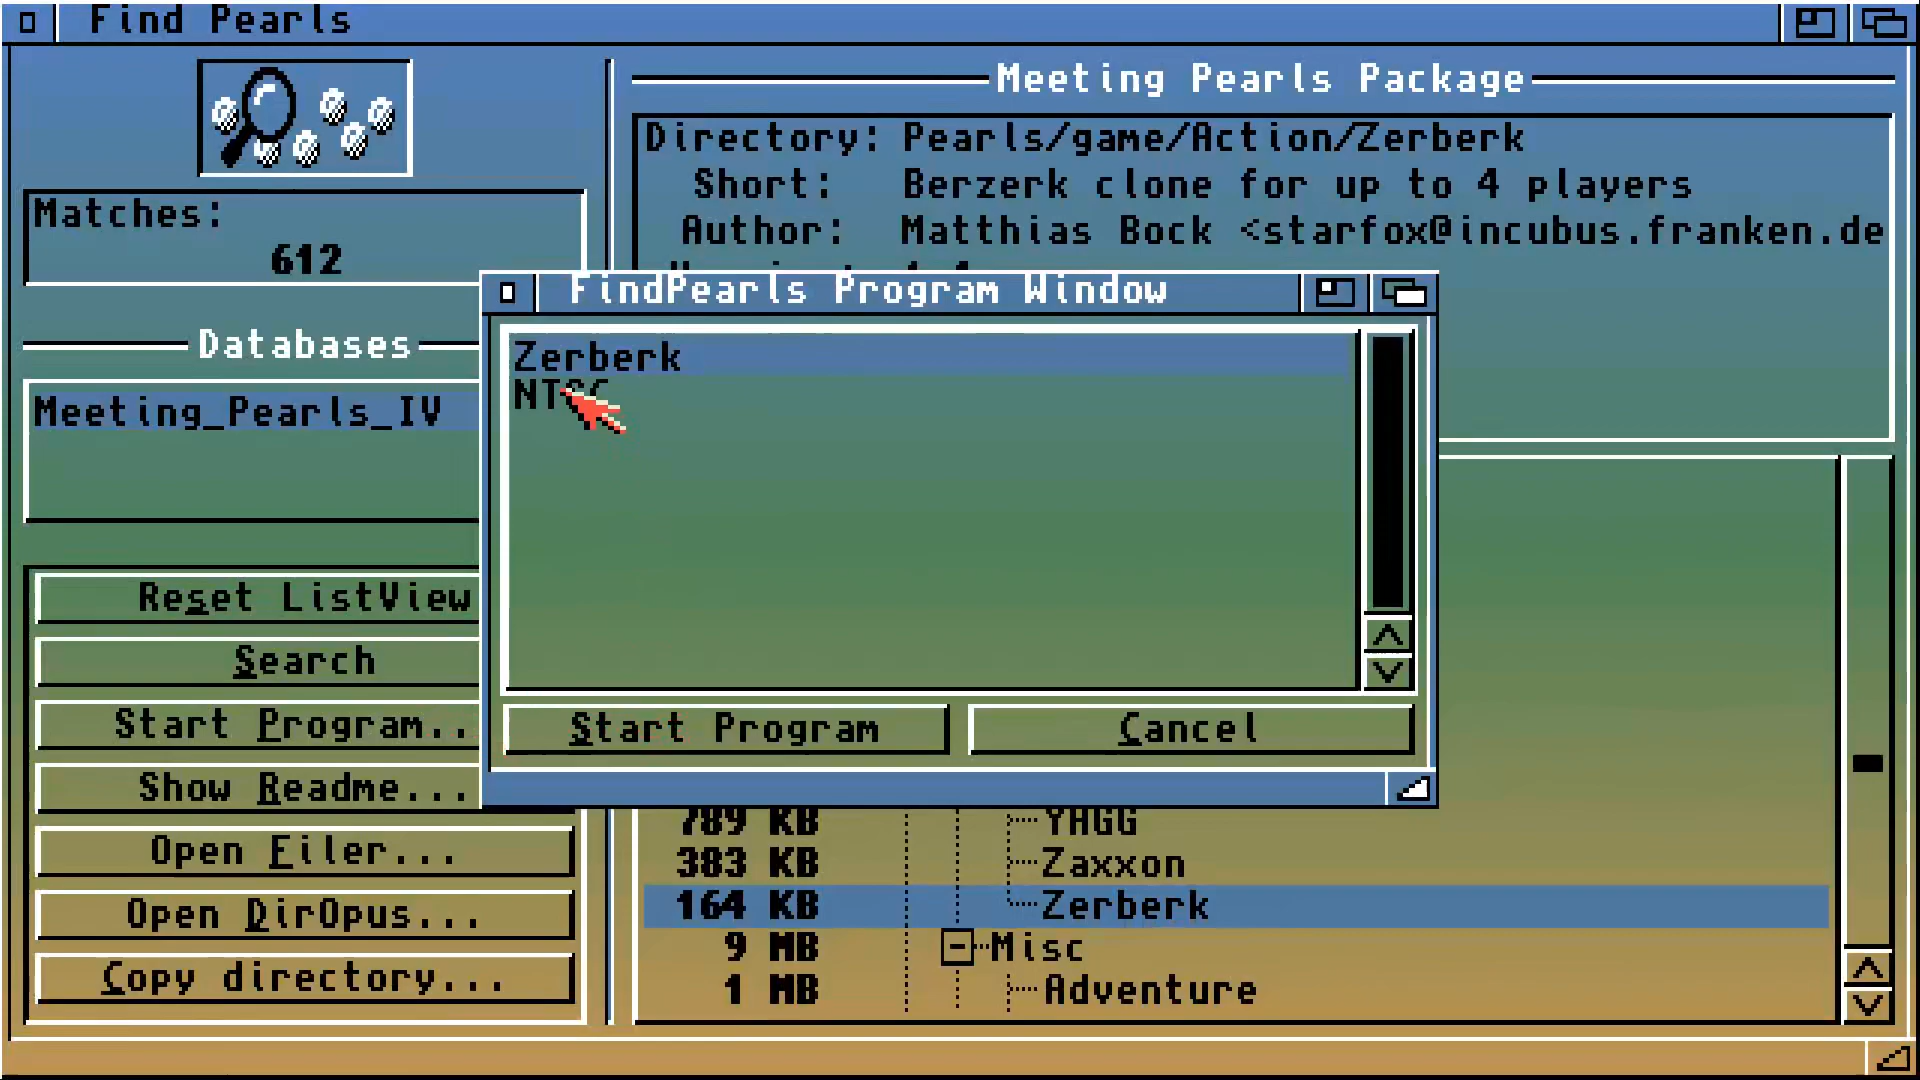 Find Pearls
Matches:
612
Databases
Meeting_Pearls_IV
Reset ListView
Search
Start Program..
Show Readme...
Open Filer...
Open DirOpus...
Copy directory...
Meeting Pearls Package
Directory: Pearls/game/Action/Zerberk
Short: Berzerk clone for up to 4 players
Author: Matthias Bock <starfox@incubus.franken.de
FindPearls Program Window
Zerberk
NTSC
Start Program
Cancel
789 KB YAGG
383 KB Zaxxon
164 KB Zerberk
9 MB Misc
1 MB Adventure